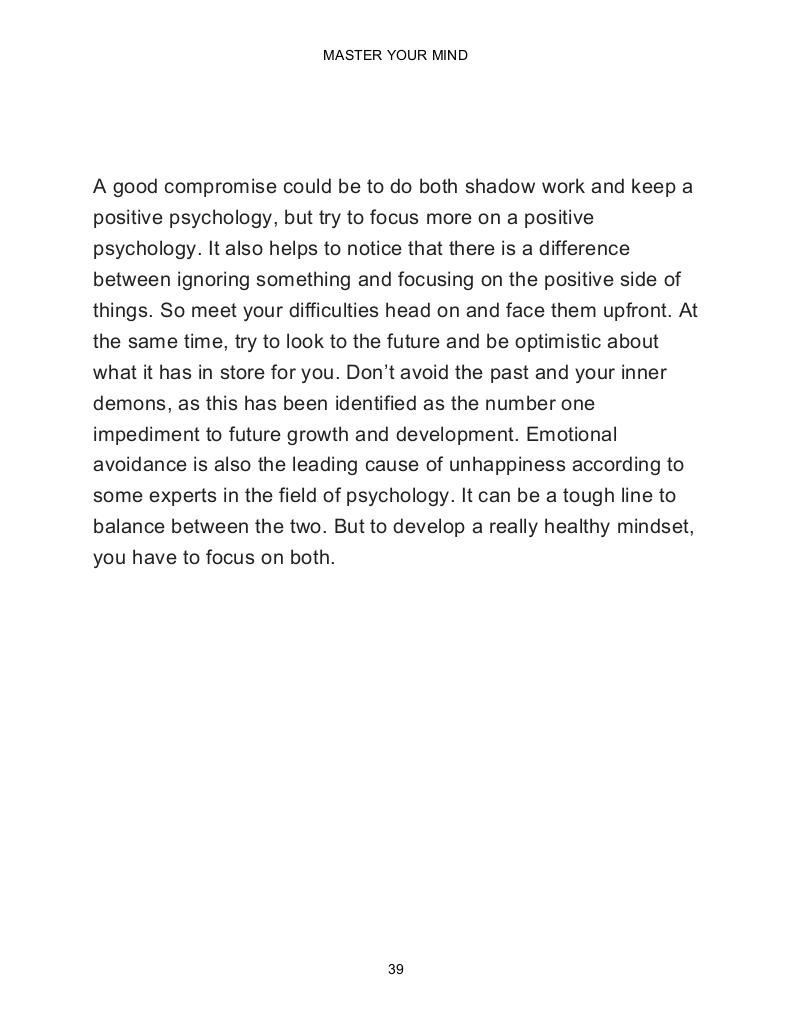 MASTER YOUR MIND
A good compromise could be to do both shadow work and keep a
positive psychology, but try to focus more on a positive
psychology. It also helps to notice that there is a difference
between ignoring something and focusing on the positive side of
things. So meet your difficulties head on and face them upfront. At
the same time, try to look to the future and be optimistic about
what it has in store for you. Don’t avoid the past and your inner
demons, as this has been identified as the number one
impediment to future growth and development. Emotional
avoidance is also the leading cause of unhappiness according to
some experts in the field of psychology. It can be a tough line to
balance between the two. But to develop a really healthy mindset,
you have to focus on both.
39